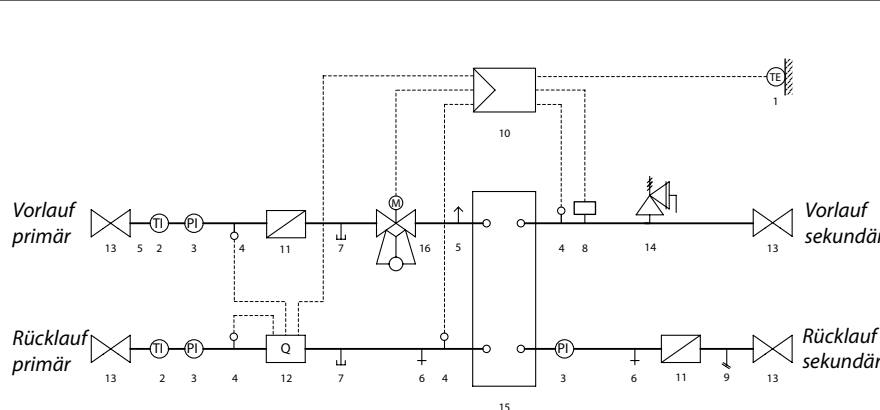 TE
1
10
M
Vorlauf
primär
TI
PI
Vorlauf
sekundär
13 5 2 3 4 11 7 16 5 4 8 14 13
Rücklauf
primär
TI
PI
Q
PI
Rücklauf
sekundär
13 2 3 4 12 7 6 4 3 6 11 9 13
15